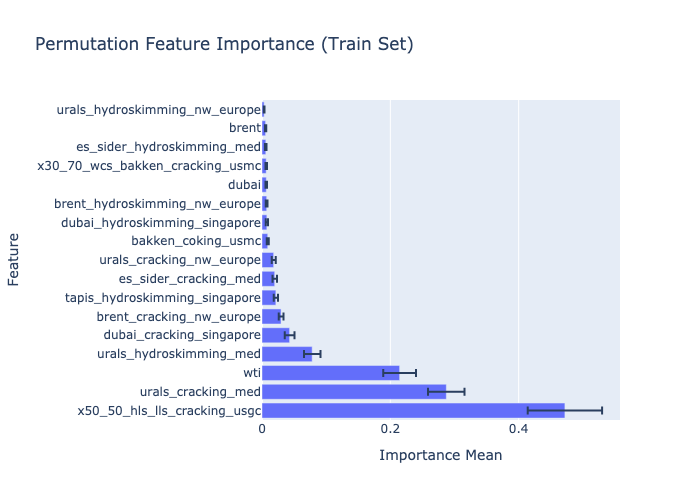 Permutation Feature Importance (Train Set)
urals_hydroskimming_nw_europe
brent
es_sider_hydroskimming_med
x30_70_wcs_bakken_cracking_usmc
dubai
brent_hydroskimming_nw_europe
dubai_hydroskimming_singapore
bakken_coking_usmc
urals_cracking_nw_europe
es_sider_cracking_med
tapis_hydroskimming_singapore
brent_cracking_nw_europe
dubai_cracking_singapore
urals_hydroskimming_med
wti
urals_cracking_med
x50_50_hls_lls_cracking_usgc
Feature
0 0.2 0.4
Importance Mean